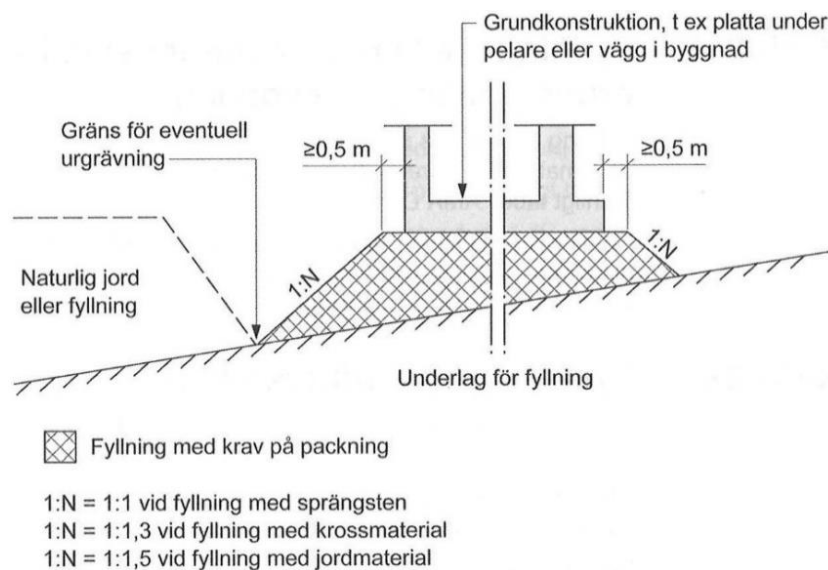 Grundkonstruktion, t ex platta under
pelare eller vägg i byggnad
Gräns för eventuell
urgrävning
≥0,5 m
≥0,5 m
1:N
1:N
Naturlig jord
eller fyllning
Underlag för fyllning
Fyllning med krav på packning
1:N = 1:1 vid fyllning med sprängsten
1:N = 1:1,3 vid fyllning med krossmaterial
1:N = 1:1,5 vid fyllning med jordmaterial